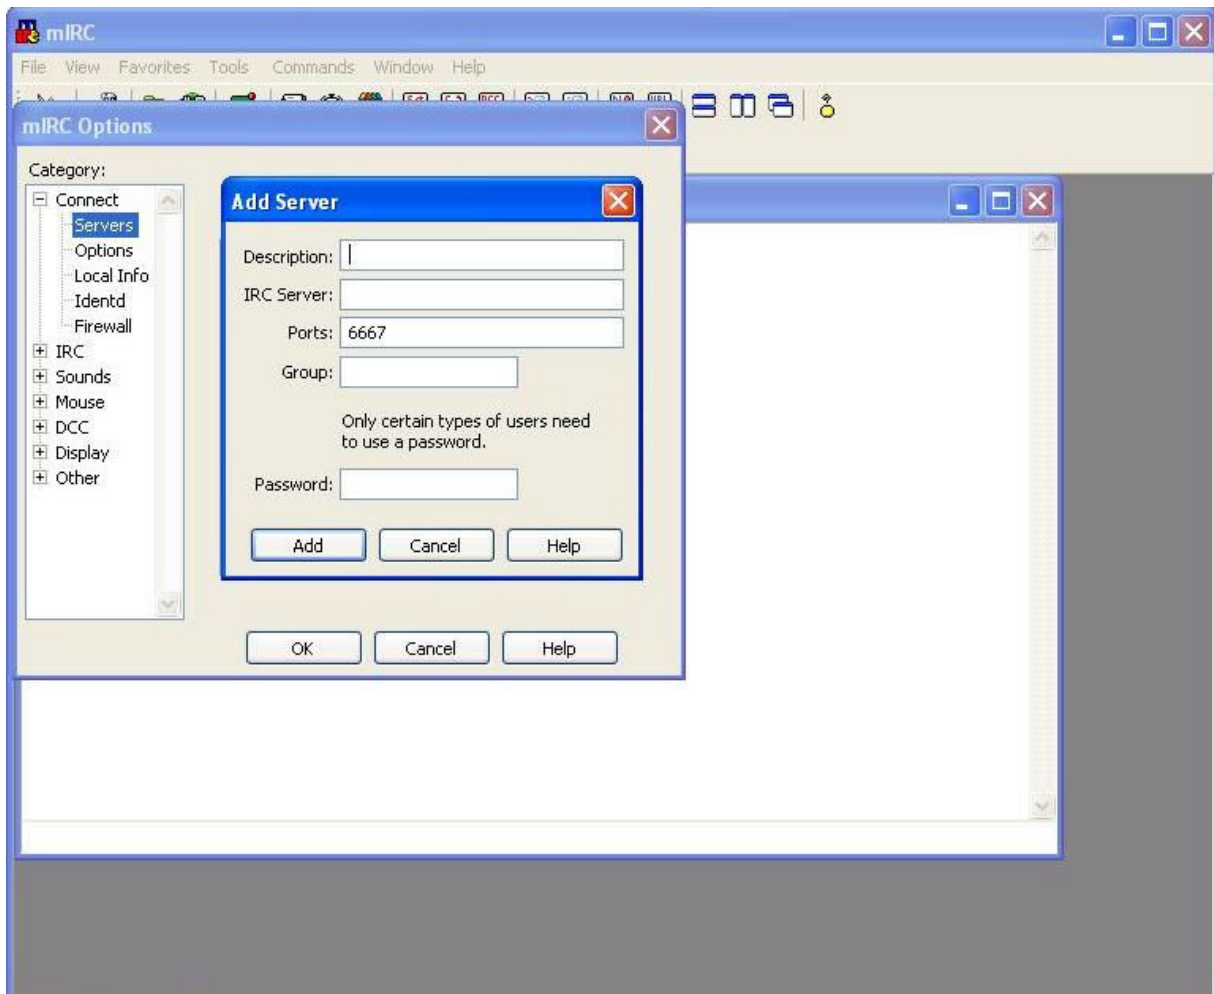 mIRC
File View Favorites Tools Commands Window Help
mIRC Options
Category:
Connect
Servers
Options
Local Info
Identd
Firewall
IRC
Sounds
Mouse
DCC
Display
Other
Add Server
Description:
IRC Server:
Ports: 6667
Group:
Only certain types of users need
to use a password.
Password:
Add Cancel Help
OK Cancel Help